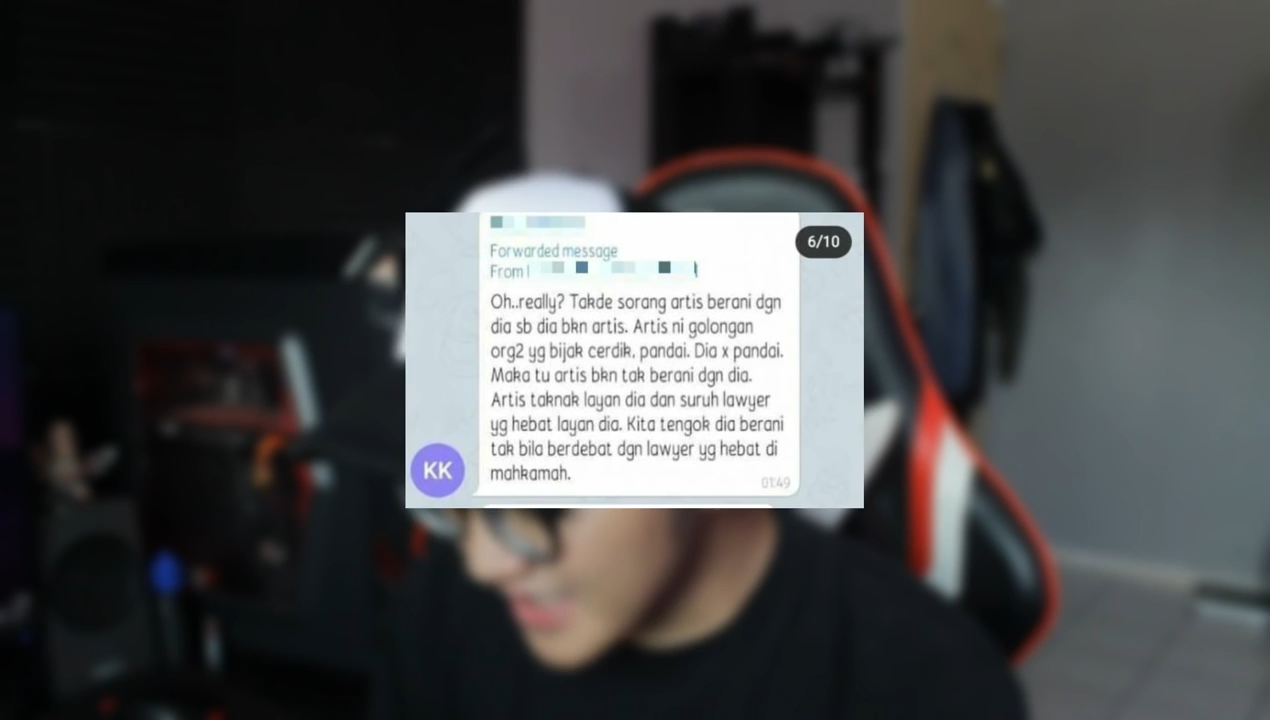 6/10
Forwarded message
From
Oh..really? Takde sorang artis berani dgn
dia sb dia bkn artis. Artis ni golongan
org2 yg bijak cerdik, pandai. Dia x pandai.
Maka tu artis bkn tak berani dgn dia.
Artis taknak layan dia dan suruh lawyer
yg hebat layan dia. Kita tengok dia berani
tak bila berdebat dgn lawyer yg hebat di
mahkamah.
01:49
KK